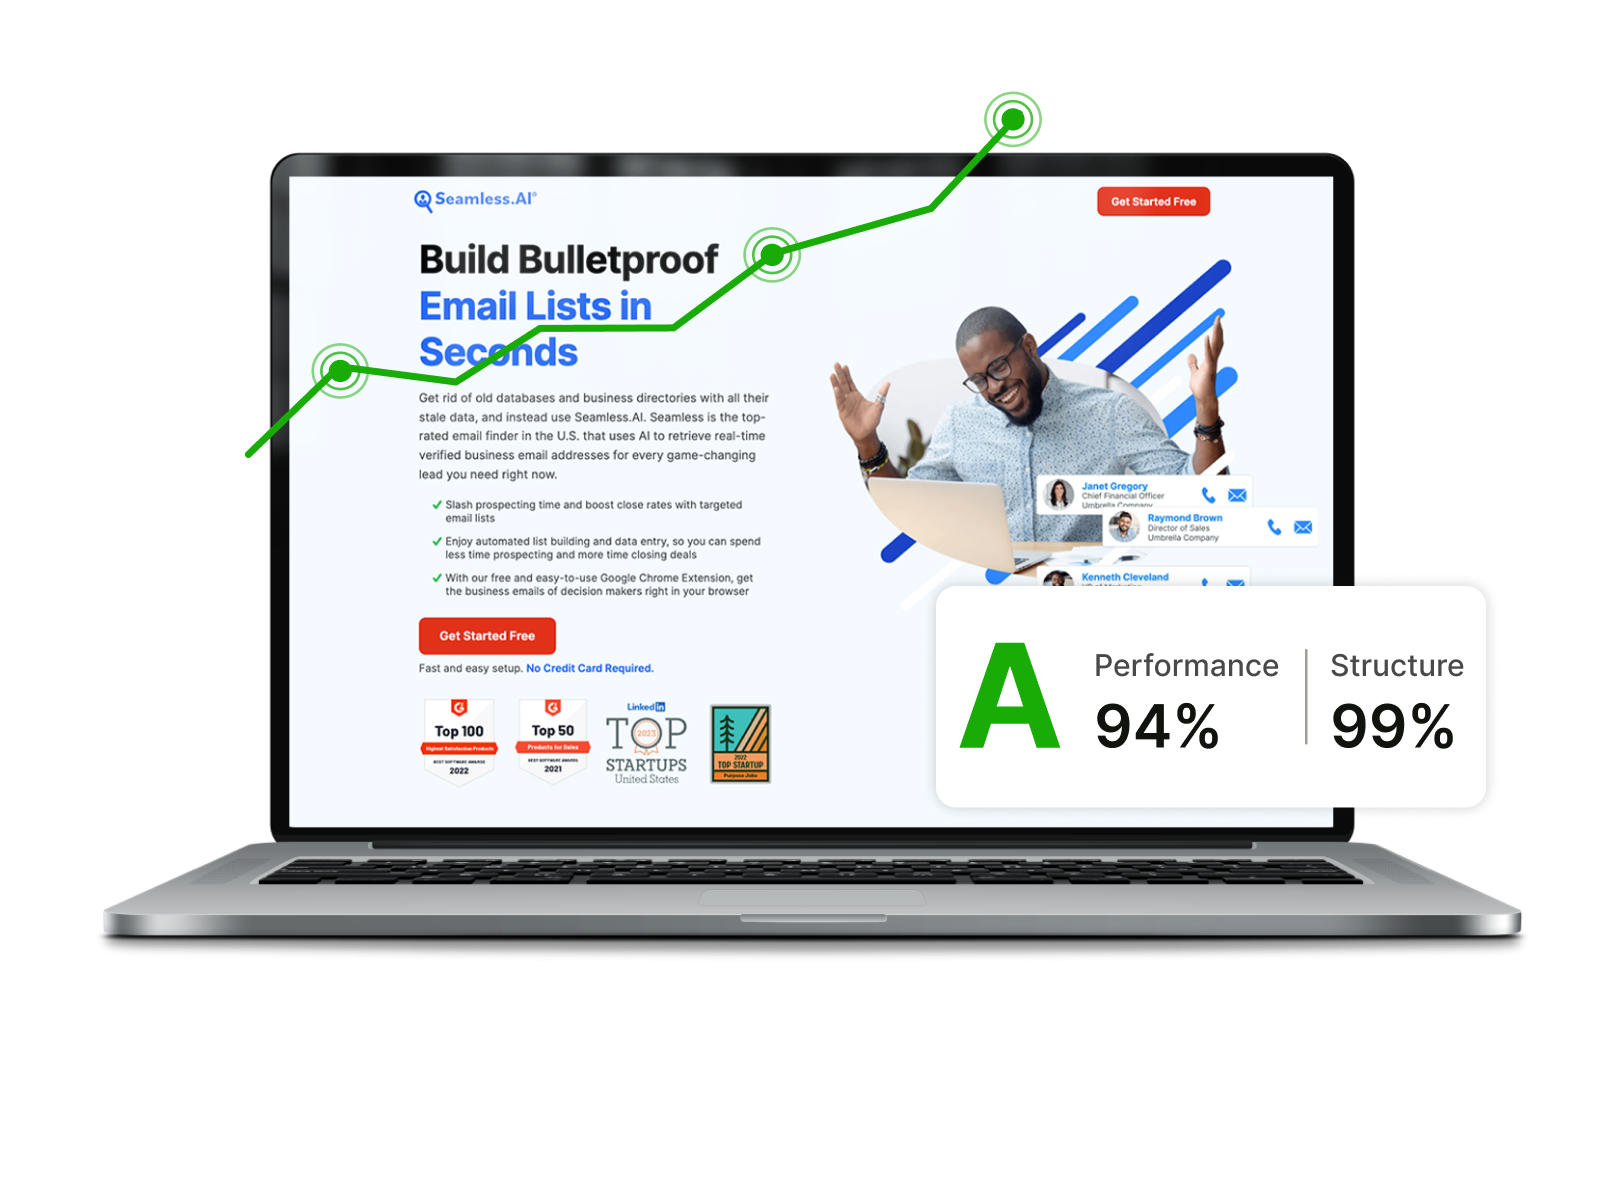 Seamless.AI®
Get Started Free
Build Bulletproof
Email Lists in
Seconds
Get rid of old databases and business directories with all their
stale data, and instead use Seamless.AI. Seamless is the top-
rated email finder in the U.S. that uses AI to retrieve real-time
verified business email addresses for every game-changing
lead you need right now.
Slash prospecting time and boost close rates with targeted
email lists
Enjoy automated list building and data entry, so you can spend
less time prospecting and more time closing deals
With our free and easy-to-use Google Chrome Extension, get
the business emails of decision makers right in your browser
Get Started Free
Fast and easy setup. No Credit Card Required.
Top 100
Highest Satisfaction Products
BEST SOFTWARE AWARDS
2022
Top 50
Products for Sales
BEST SOFTWARE AWARDS
2021
LinkedIn
TOP
2023
STARTUPS
United States
2022
TOP STARTUP
Purpose Jobs
Janet Gregory
Chief Financial Officer
Umbrella Company
Raymond Brown
Director of Sales
Umbrella Company
Kenneth Cleveland
A
Performance
94%
Structure
99%